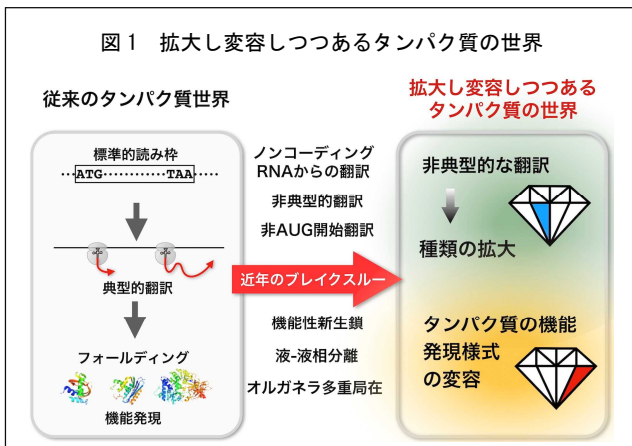 図1 拡大し変容しつつあるタンパク質の世界
従来のタンパク質世界
標準的読み枠
…ATG…………TAA……
典型的翻訳
フォールディング
機能発現
ノンコーディング
RNAからの翻訳
非典型的翻訳
非AUG開始翻訳
近年のブレイクスルー
機能性新生鎖
液-液相分離
オルガネラ多重局在
拡大し変容しつつある
タンパク質の世界
非典型的な翻訳
種類の拡大
タンパク質の機能
発現様式
の変容